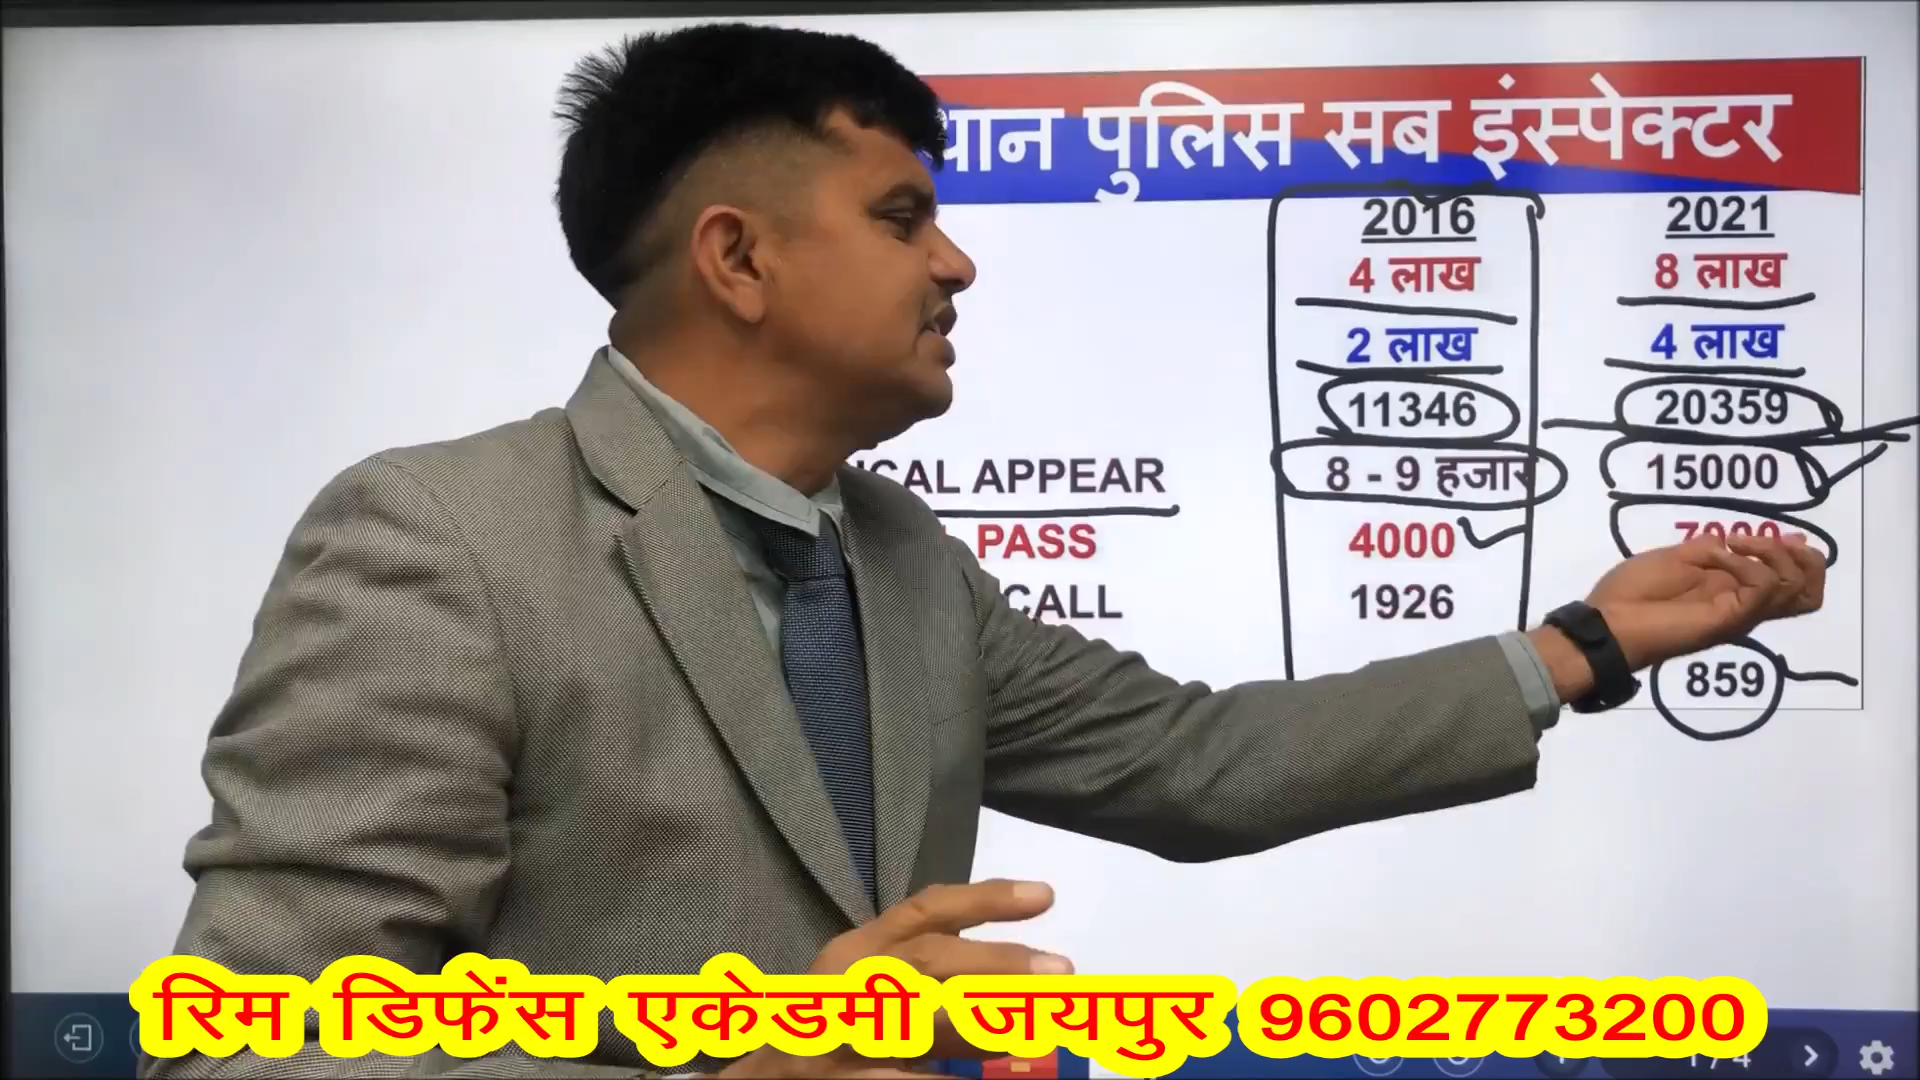 पुलिस सब इंस्पेक्टर
2016 2021
4 लाख 8 लाख
2 लाख 4 लाख
11346 20359
APPEAR 8 - 9 हजार 15000
PASS 4000
CALL 1926
859
रिम डिफेंस एकेडमी जयपुर 9602773200